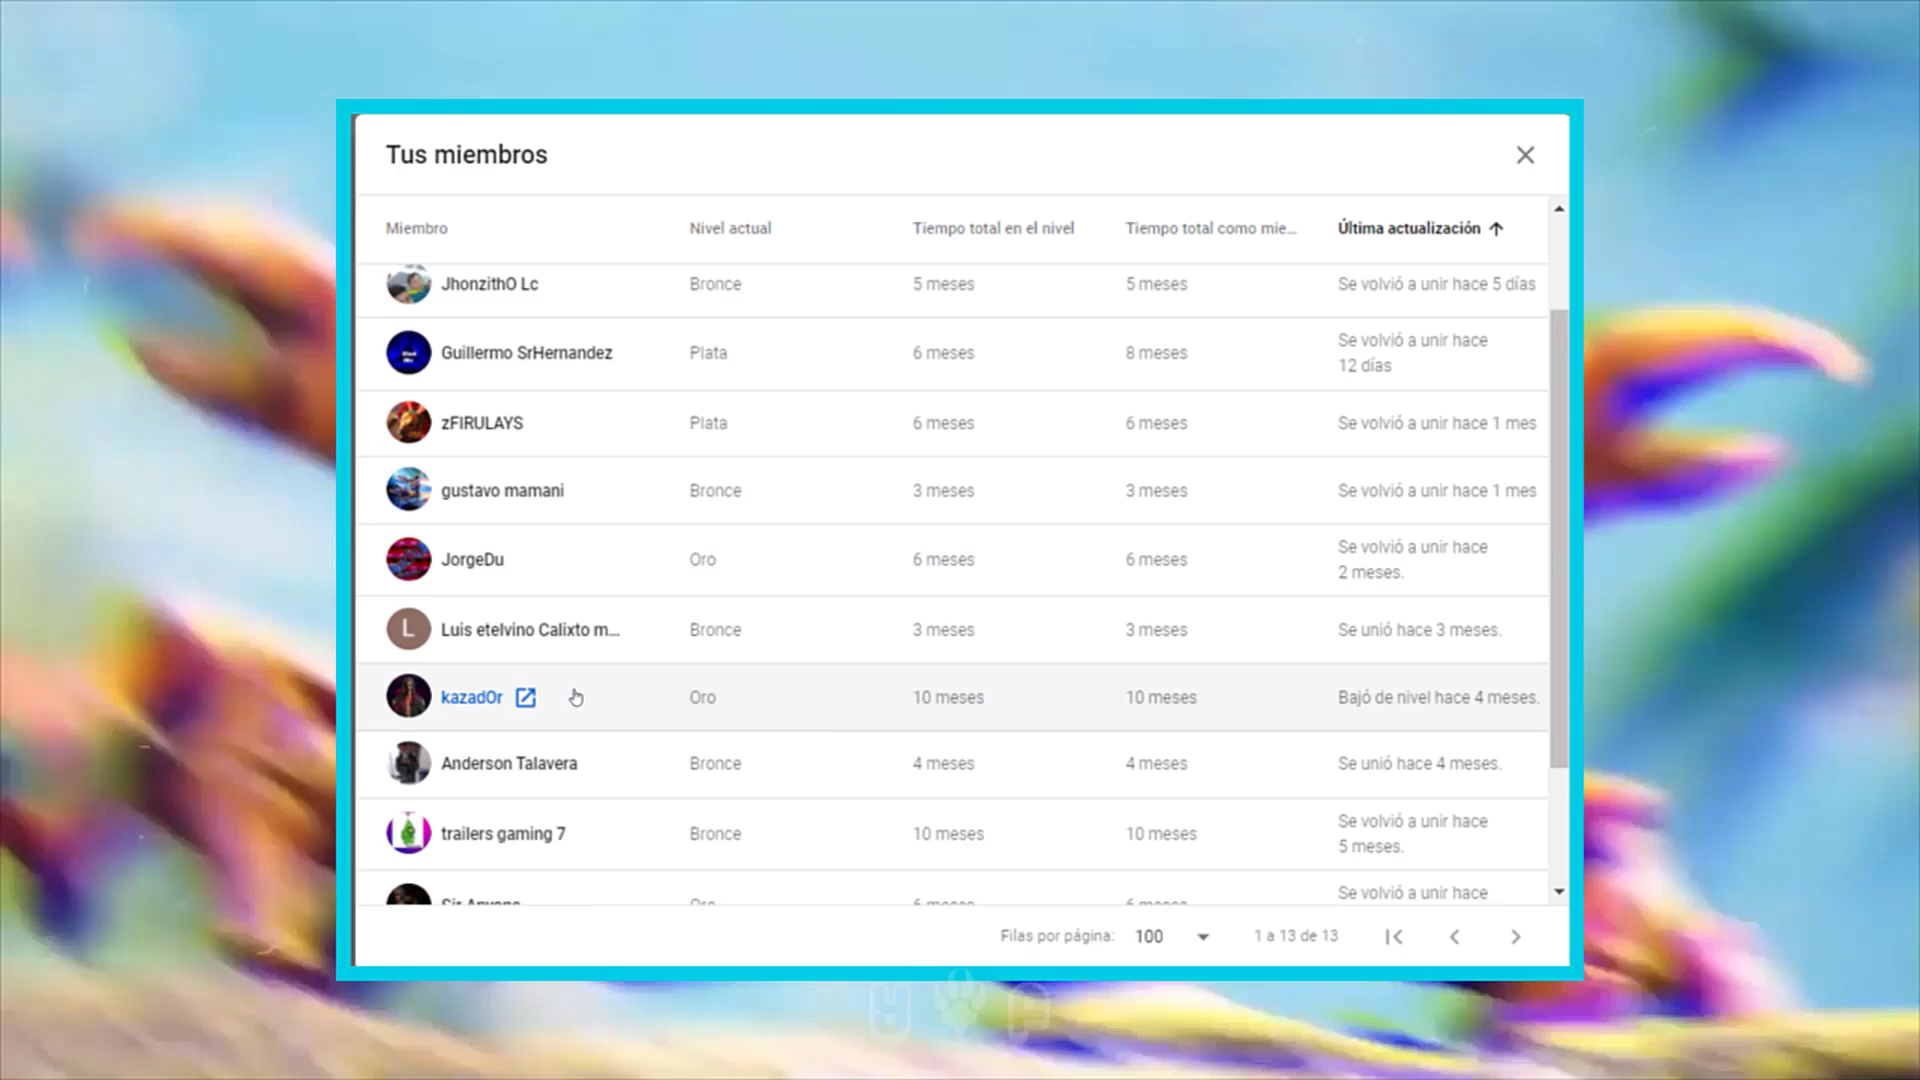 Tus miembros
Miembro Nivel actual Tiempo total en el nivel Tiempo total como mie... Última actualización
JhonzithO Lc Bronce 5 meses 5 meses Se volvió a unir hace 5 días
Guillermo SrHernandez Plata 6 meses 8 meses Se volvió a unir hace
12 días
zFIRULAYS Plata 6 meses 6 meses Se volvió a unir hace 1 mes
gustavo mamani Bronce 3 meses 3 meses Se volvió a unir hace 1 mes
JorgeDu Oro 6 meses 6 meses Se volvió a unir hace
2 meses.
L
Luis etelvino Calixto m... Bronce 3 meses 3 meses Se unió hace 3 meses.
kazad0r Oro 10 meses 10 meses Bajó de nivel hace 4 meses.
Anderson Talavera Bronce 4 meses 4 meses Se unió hace 4 meses.
trailers gaming 7 Bronce 10 meses 10 meses Se volvió a unir hace
5 meses.
Oro 6 meses 6 meses Se volvió a unir hace
Filas por página: 100 1 a 13 de 13